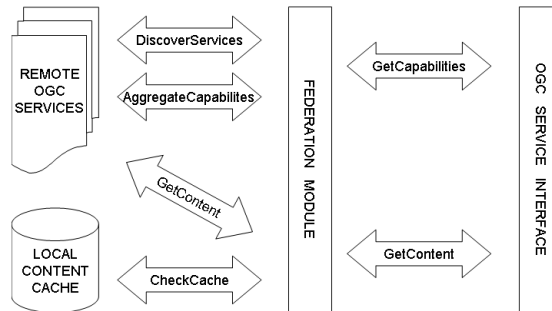 REMOTE
OGC
SERVICES
DiscoverServices
AggregateCapabilites
GetContent
LOCAL
CONTENT
CACHE
CheckCache
FEDERATION MODULE
GetCapabilities
GetContent
OGC SERVICE INTERFACE